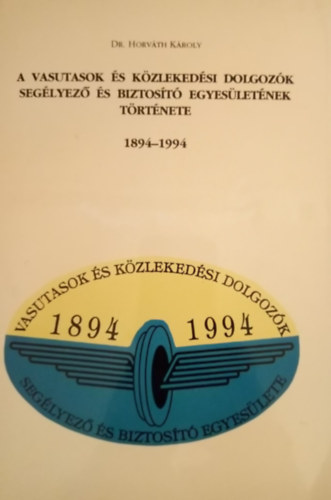 DR. HORVÁTH KÁROLY
A VASUTASOK ÉS KÖZLEKEDÉSI DOLGOZÓK
SEGÉLYEZŐ ÉS BIZTOSÍTÓ EGYESÜLETÉNEK
TÖRTÉNETE
1894–1994
VASUTASOK ÉS KÖZLEKEDÉSI DOLGOZÓK
1894 1994
SEGÉLYEZŐ ÉS BIZTOSÍTÓ EGYESÜLETE